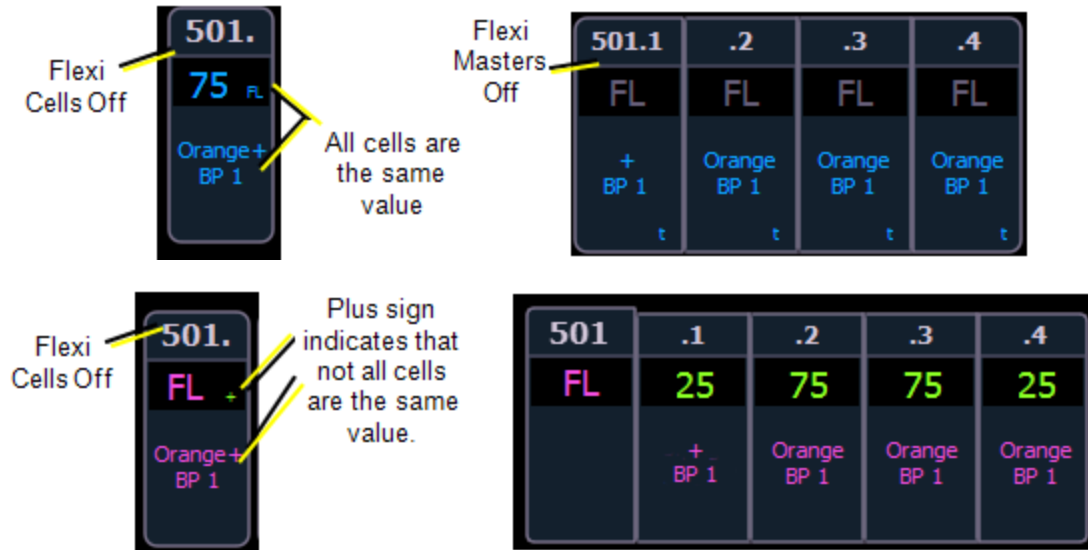 501.
Flexi
Cells Off
75 FL
Orange+
BP 1
All cells are
the same
value
Flexi
Masters
Off
501.1 .2 .3 .4
FL FL FL FL
+ Orange Orange Orange
BP 1 BP 1 BP 1 BP 1
t t t t
Flexi
Cells Off
501.
FL +
Orange+
BP 1
Plus sign
indicates that
not all cells
are the same
value.
501 .1 .2 .3 .4
FL 25 75 75 25
+ Orange Orange Orange
BP 1 BP 1 BP 1 BP 1